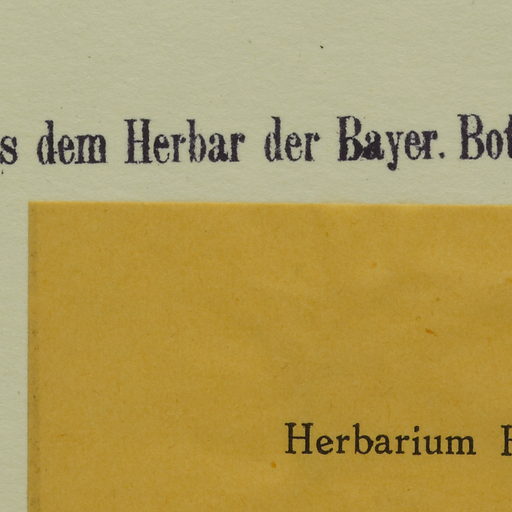 s dem Herbar der Bayer. Bot
Herbarium